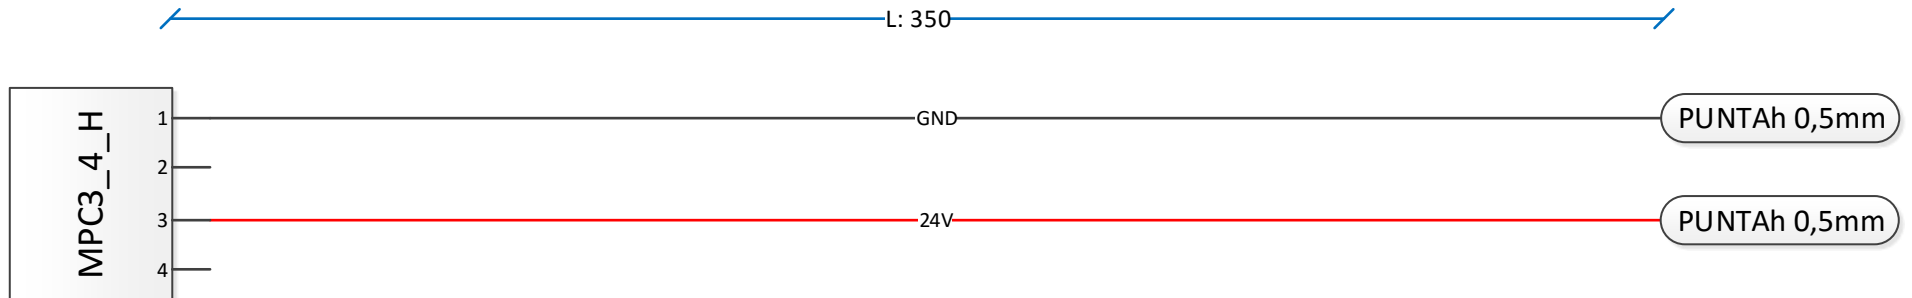 L: 350
MPC3_4_H
1
GND
PUNTAh 0,5mm
2
3
24V
PUNTAh 0,5mm
4